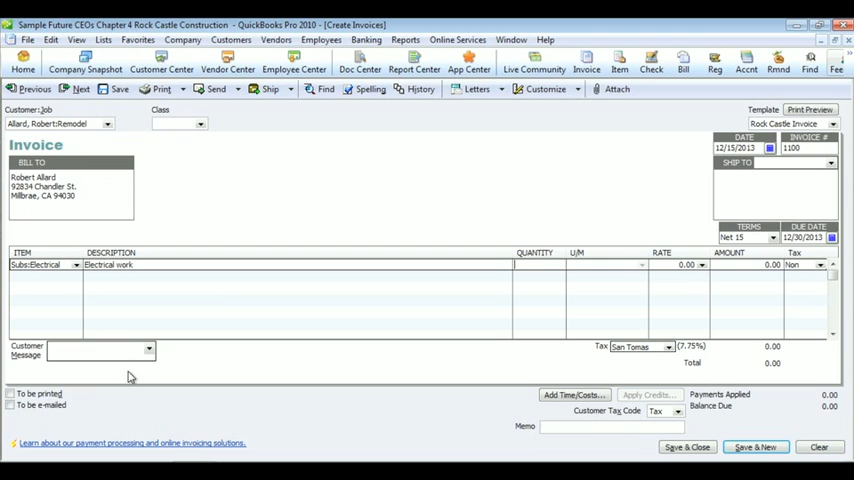 Sample Future CEOs Chapter 4 Rock Castle Construction - QuickBooks Pro 2010 - [Create Invoices]
File Edit View Lists Favorites Company Customers Vendors Employees Banking Reports Online Services Window Help
Home Company Snapshot Customer Center Vendor Center Employee Center Doc Center Report Center App Center Live Community Invoice Item Check Bill Reg Accnt Rmnd Find Fee
Previous Next Save Print Send Ship Find Spelling History Letters Customize Attach
Customer:Job Class Template Print Preview
Allard, Robert:Remodel Rock Castle Invoice
Invoice DATE INVOICE #
12/15/2013 1100
BILL TO SHIP TO
Robert Allard
92834 Chandler St.
Millbrae, CA 94030
TERMS DUE DATE
Net 15 12/30/2013
ITEM DESCRIPTION QUANTITY U/M RATE AMOUNT Tax
Subs:Electrical Electrical work 0.00 0.00 Non
Customer Message Tax San Tomas (7.75%) 0.00
Total 0.00
To be printed Add Time/Costs... Apply Credits... Payments Applied 0.00
To be e-mailed Customer Tax Code Tax Balance Due 0.00
Memo
Learn about our payment processing and online invoicing solutions. Save & Close Save & New Clear